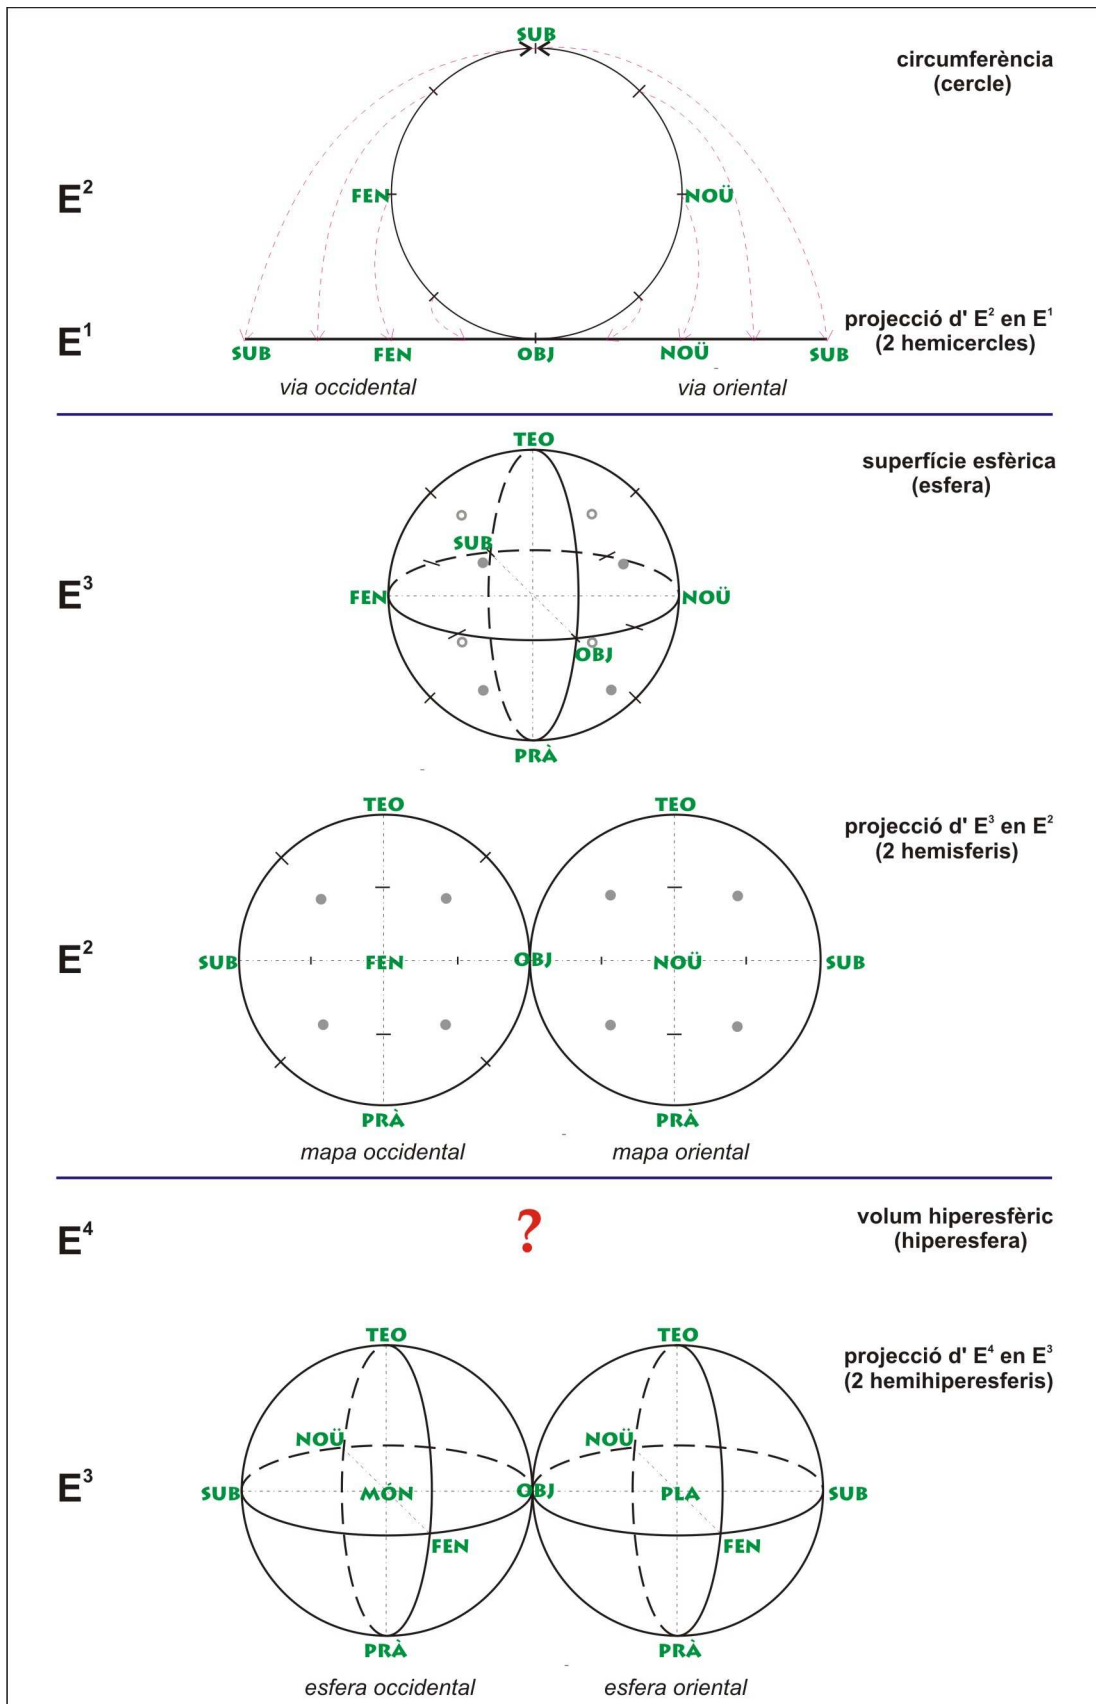 SUB
circumferència
(cercle)
E²
FEN
NOÜ
E¹
projecció d' E² en E¹
(2 hemicercles)
SUB
FEN
OBJ
NOÜ
SUB
via occidental
via oriental
TEO
superfície esfèrica
(esfera)
SUB
E³
FEN
NOÜ
OBJ
PRÀ
TEO
TEO
projecció d' E³ en E²
(2 hemisferis)
E²
SUB
FEN
OBJ
NOÜ
SUB
PRÀ
PRÀ
mapa occidental
mapa oriental
E⁴
?
volum hiperesfèric
(hiperesfera)
TEO
TEO
projecció d' E⁴ en E³
(2 hemihiperesferis)
NOÜ
NOÜ
E³
SUB
MÓN
OBJ
PLA
SUB
FEN
FEN
PRÀ
PRÀ
esfera occidental
esfera oriental